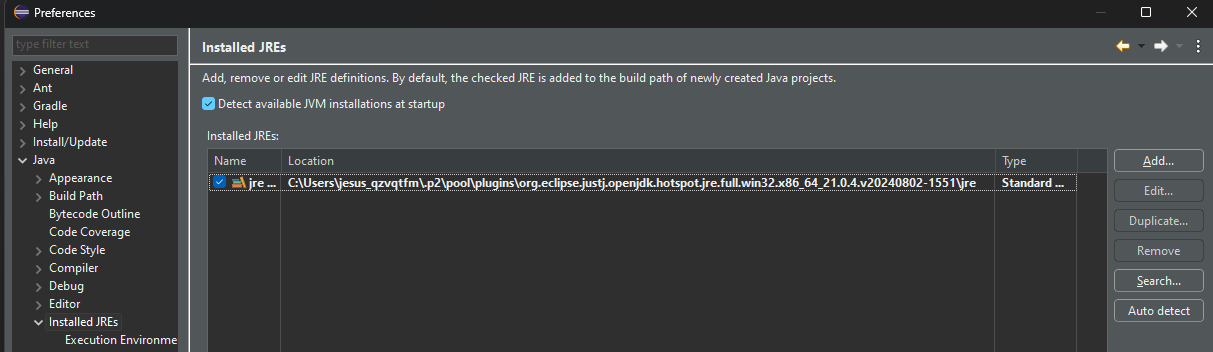 Preferences
type filter text
General
Ant
Gradle
Help
Install/Update
Java
Appearance
Build Path
Bytecode Outline
Code Coverage
Code Style
Compiler
Debug
Editor
Installed JREs
Execution Environme
Installed JREs
Add, remove or edit JRE definitions. By default, the checked JRE is added to the build path of newly created Java projects.
Detect available JVM installations at startup
Installed JREs:
Name Location Type
jre ... C:\Users\jesus_qzvqtfm\.p2\pool\plugins\org.eclipse.justj.openjdk.hotspot.jre.full.win32.x86_64_21.0.4.v20240802-1551\jre Standard ...
Add...
Edit...
Duplicate...
Remove
Search...
Auto detect